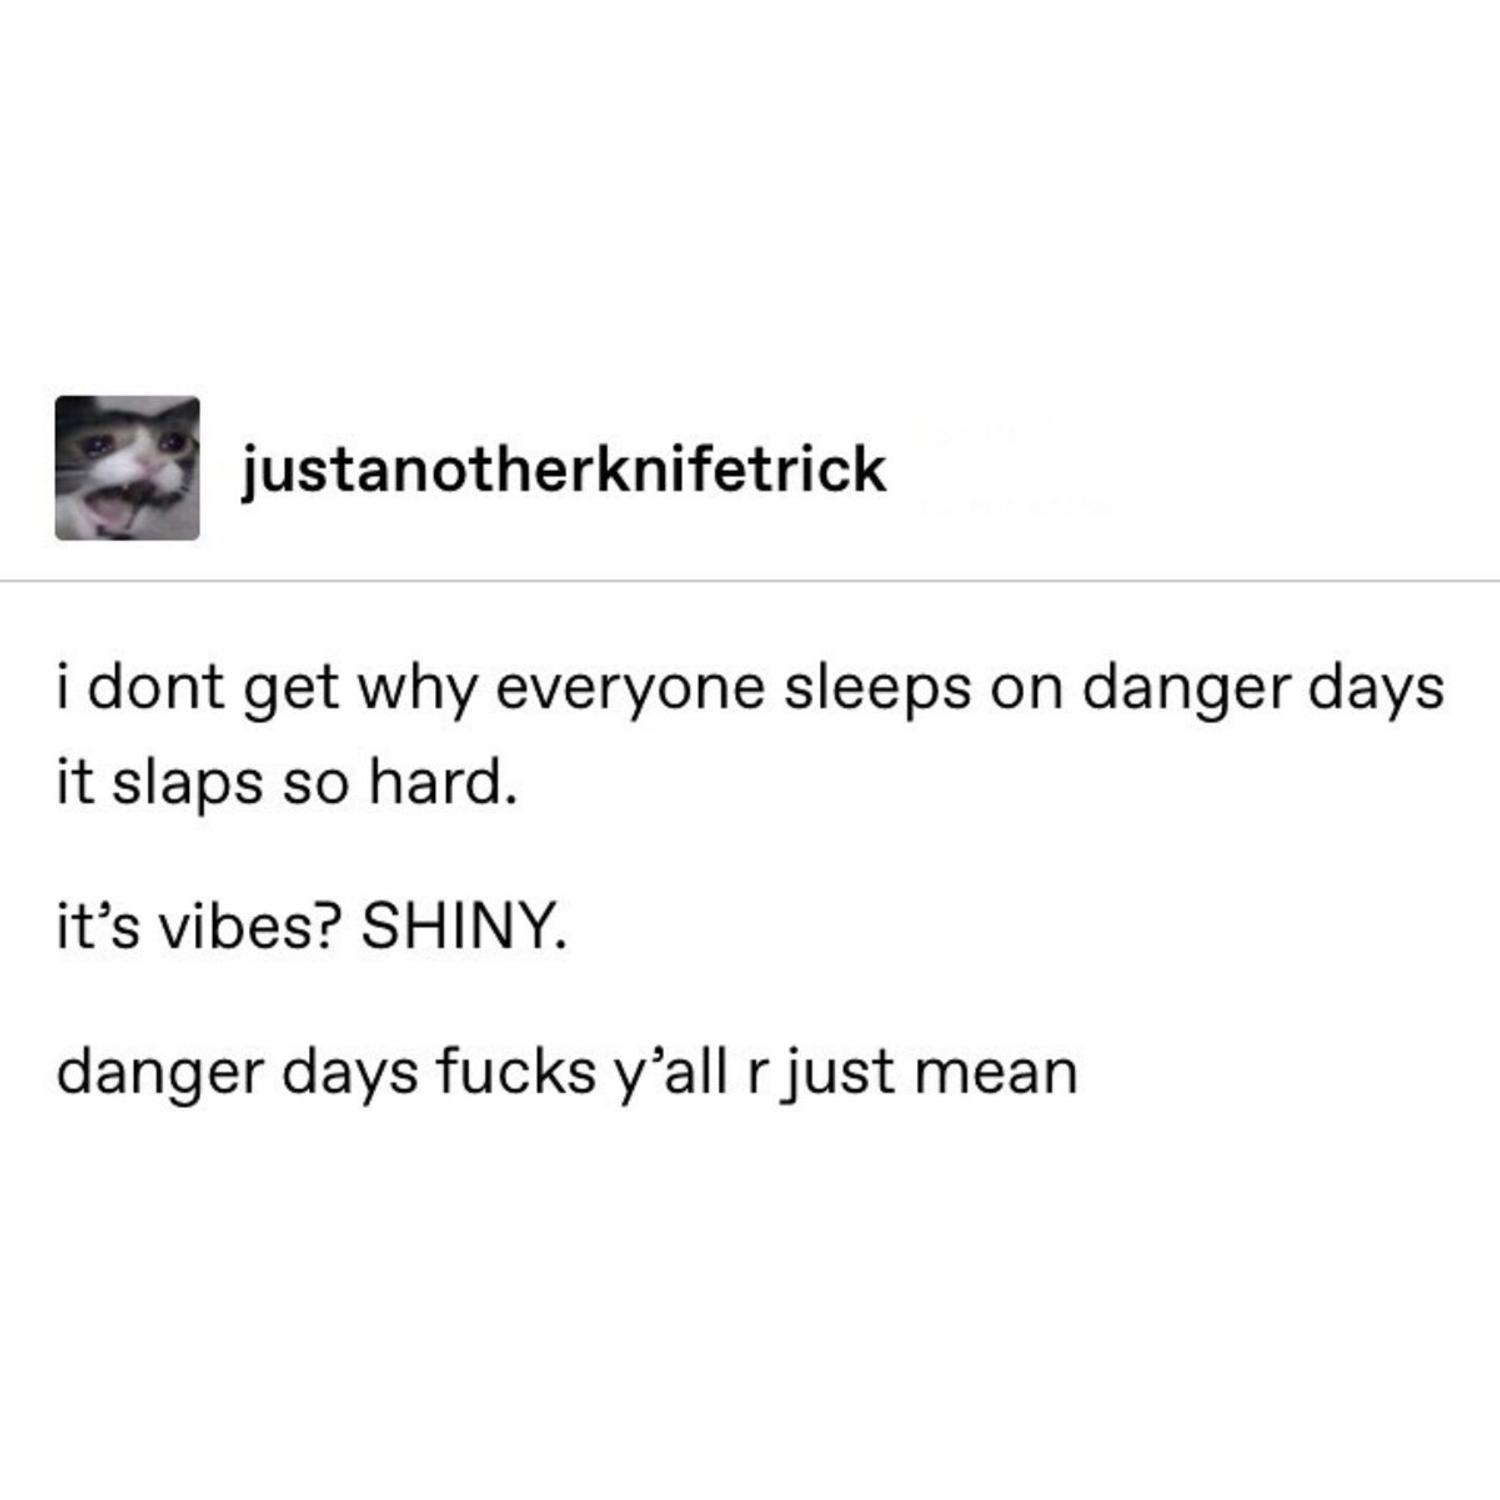 justanotherknifetrick
i dont get why everyone sleeps on danger days
it slaps so hard.
it’s vibes? SHINY.
danger days fucks y’all r just mean